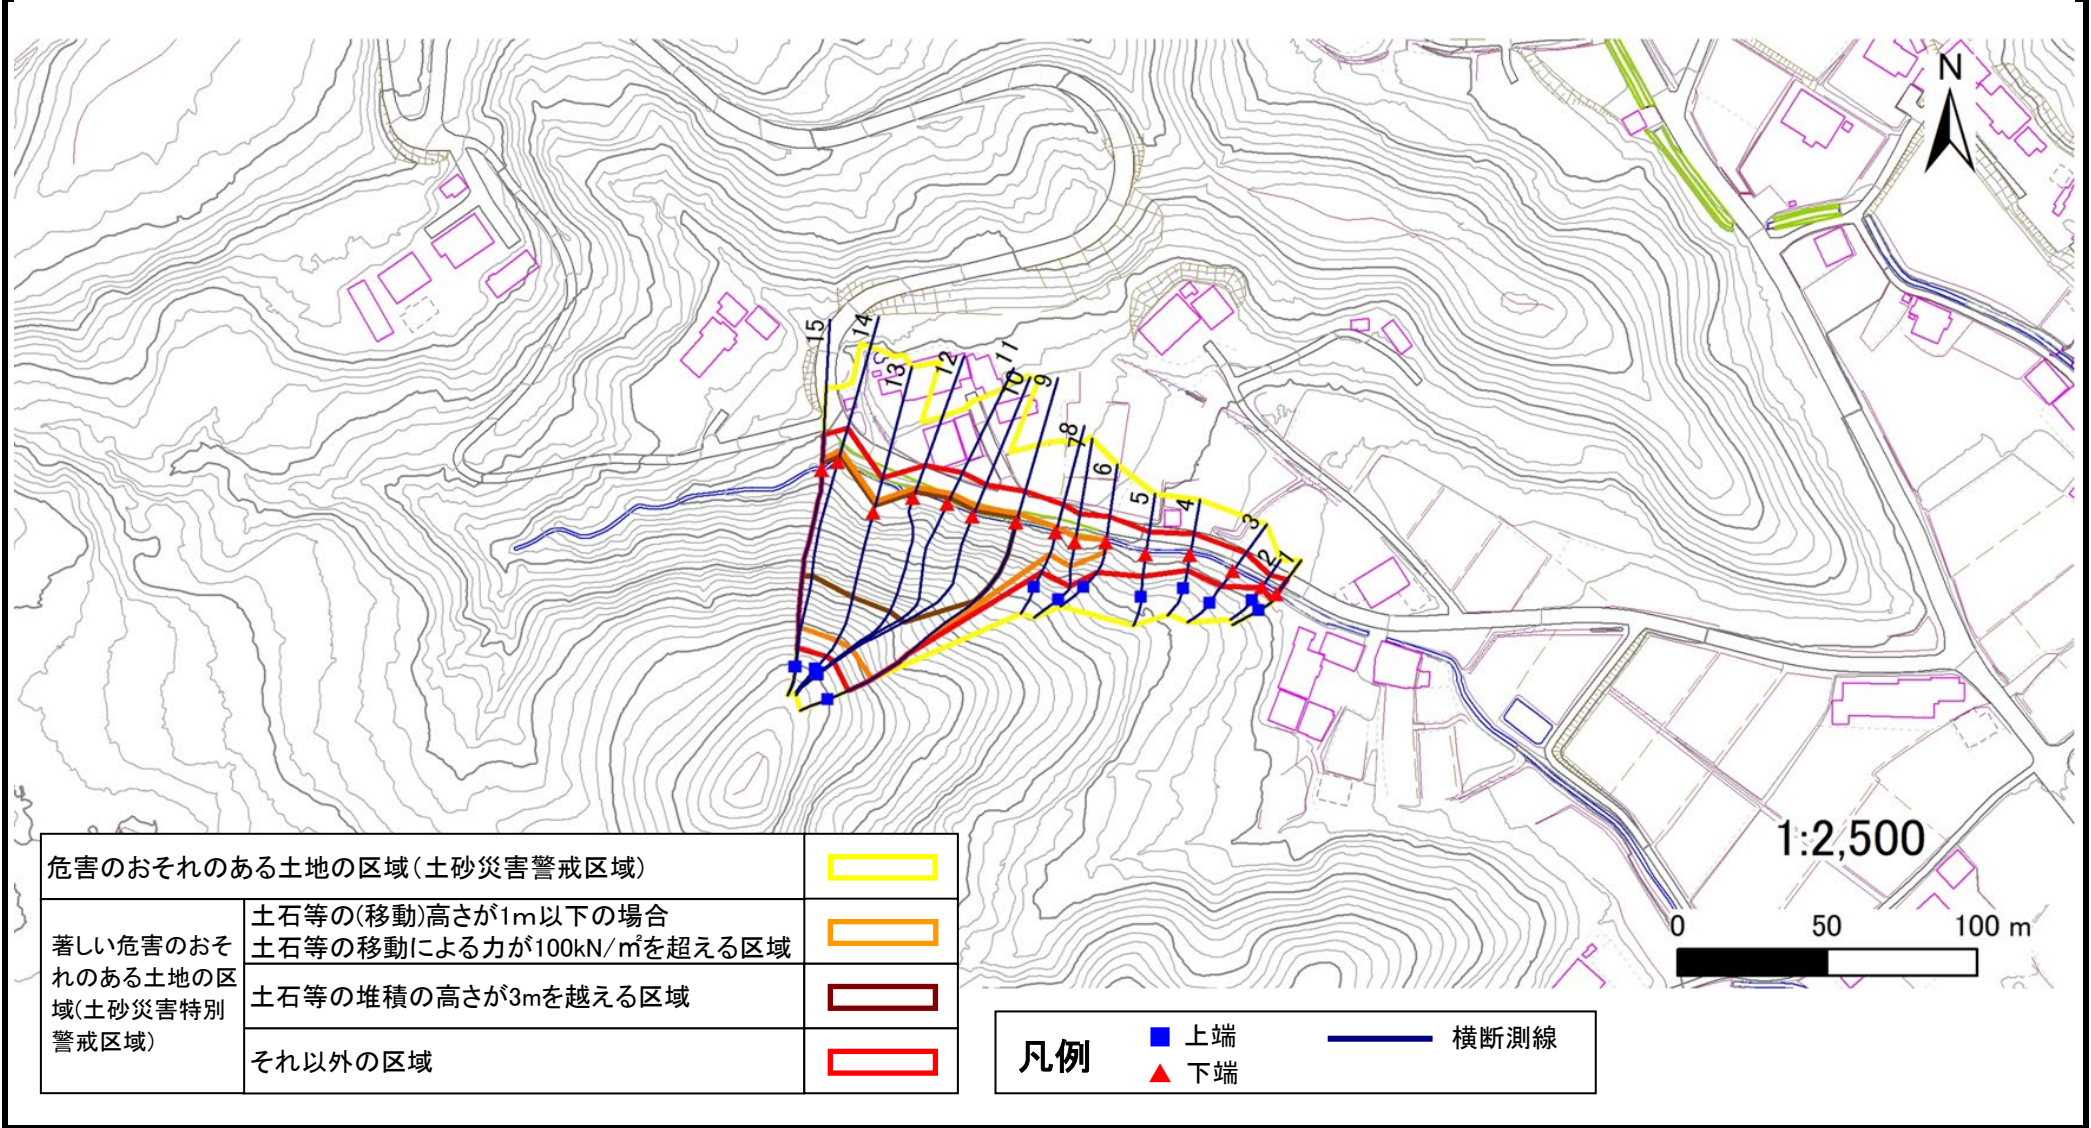 N
15
14
13
12
11
10
9
8
7
6
5
4
3
2
1
1:2,500
0 50 100 m
危害のおそれのある土地の区域(土砂災害警戒区域)
著しい危害のおそ
れのある土地の区
域(土砂災害特別
警戒区域)
土石等の(移動)高さが1m以下の場合
土石等の移動による力が100kN/㎡を超える区域
土石等の堆積の高さが3mを越える区域
それ以外の区域
凡例
上端
下端
横断測線